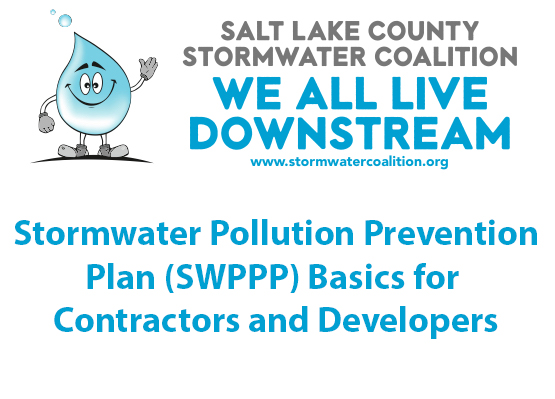 SALT LAKE COUNTY
STORMWATER COALITION
WE ALL LIVE
DOWNSTREAM
www.stormwatercoalition.org
Stormwater Pollution Prevention
Plan (SWPPP) Basics for
Contractors and Developers